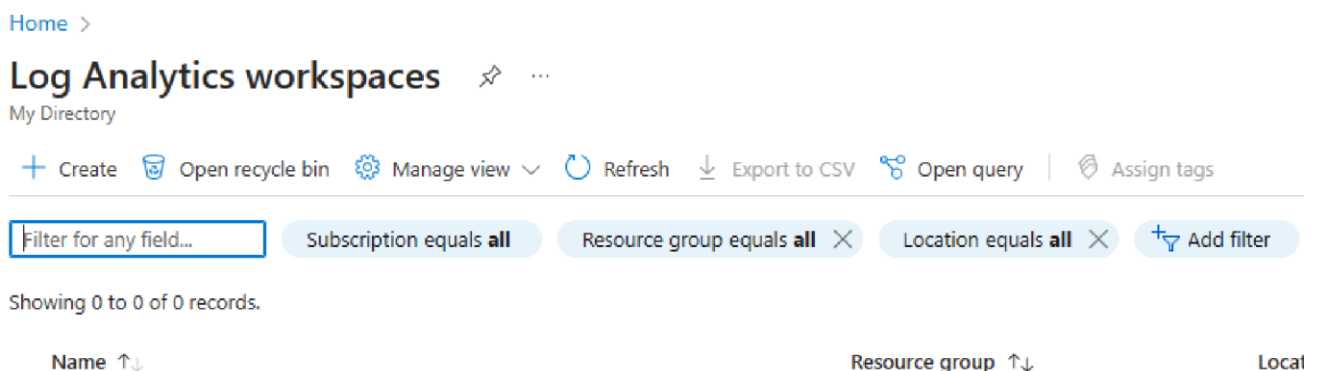 Home >
Log Analytics workspaces ...
My Directory
Create Open recycle bin Manage view Refresh Export to CSV Open query Assign tags
Filter for any field... Subscription equals all Resource group equals all Location equals all Add filter
Showing 0 to 0 of 0 records.
Name ↑↓ Resource group ↑↓ Locat